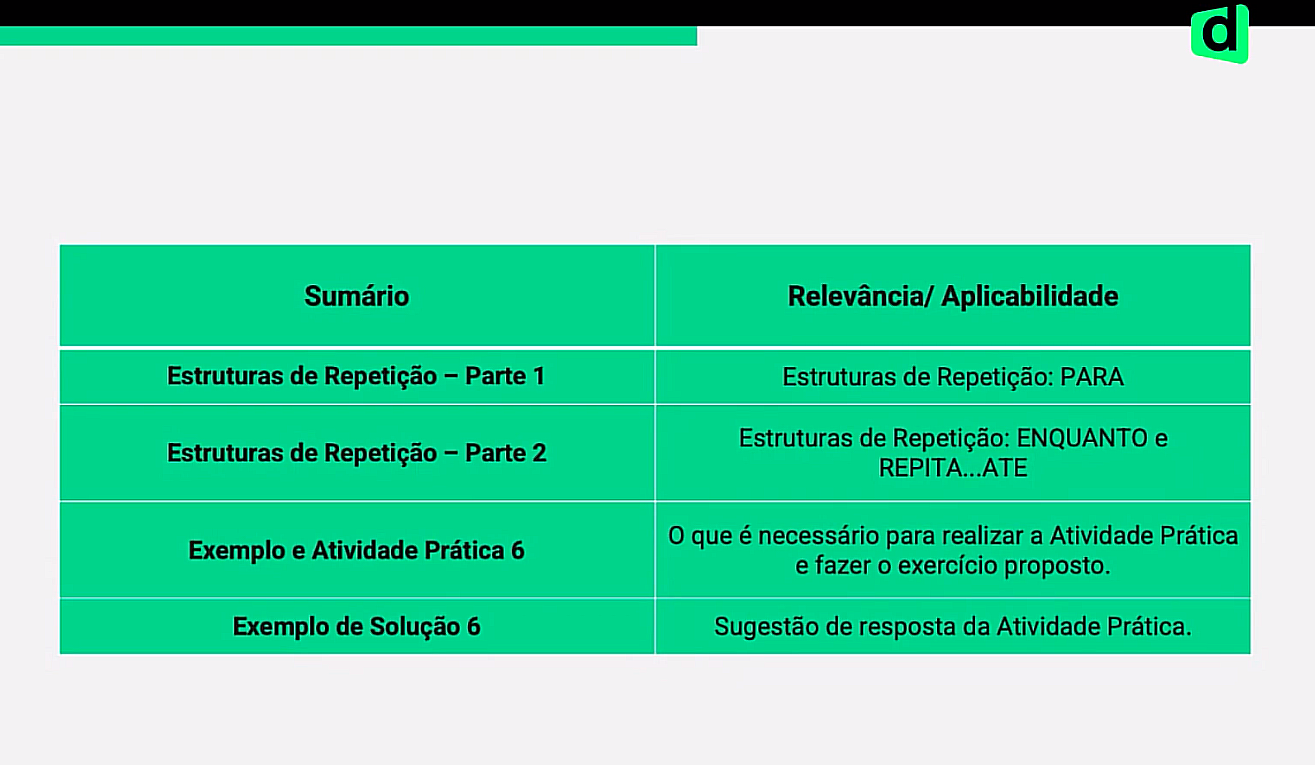 d
Sumário
Relevância/ Aplicabilidade
Estruturas de Repetição – Parte 1
Estruturas de Repetição: PARA
Estruturas de Repetição – Parte 2
Estruturas de Repetição: ENQUANTO e
REPITA...ATE
Exemplo e Atividade Prática 6
O que é necessário para realizar a Atividade Prática
e fazer o exercício proposto.
Exemplo de Solução 6
Sugestão de resposta da Atividade Prática.